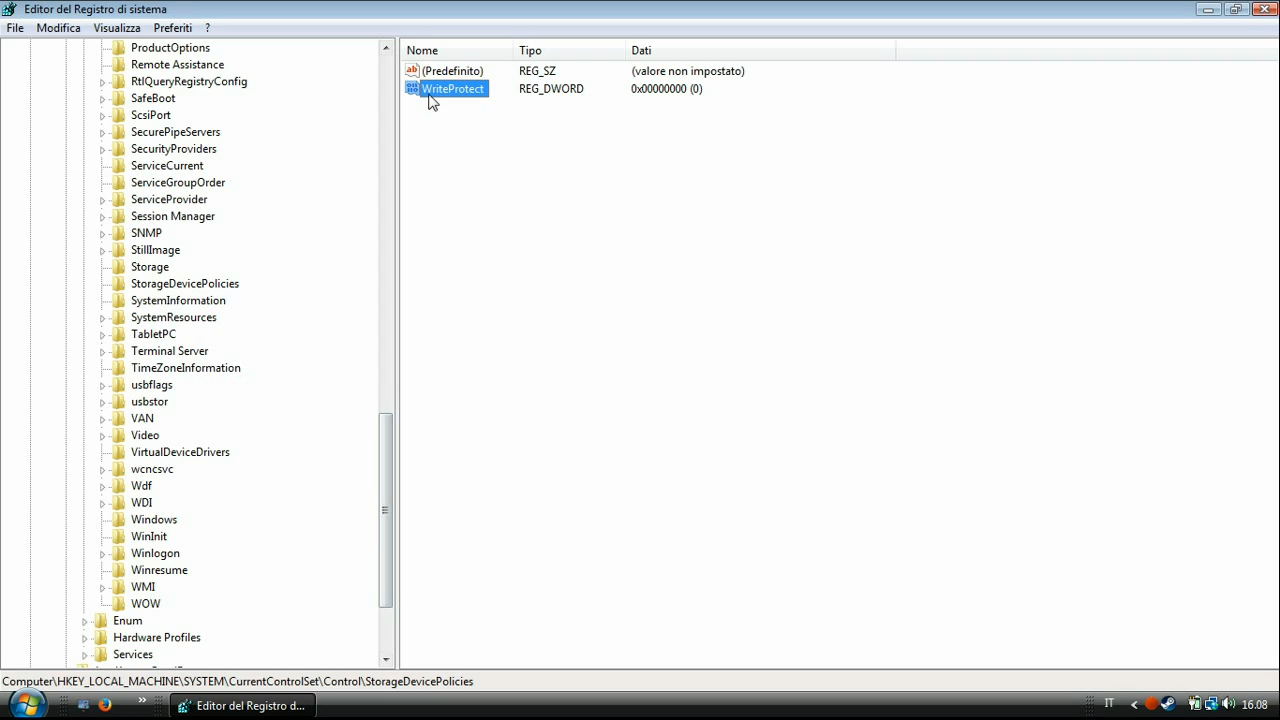 Editor del Registro di sistema
File Modifica Visualizza Preferiti ?
Nome Tipo Dati
(Predefinito) REG_SZ (valore non impostato)
WriteProtect REG_DWORD 0x00000000 (0)
ProductOptions
Remote Assistance
RtlQueryRegistryConfig
SafeBoot
ScsiPort
SecurePipeServers
SecurityProviders
ServiceCurrent
ServiceGroupOrder
ServiceProvider
Session Manager
SNMP
StillImage
Storage
StorageDevicePolicies
SystemInformation
SystemResources
TabletPC
Terminal Server
TimeZoneInformation
usbflags
usbstor
VAN
Video
VirtualDeviceDrivers
wcncsvc
Wdf
WDI
Windows
WinInit
Winlogon
Winresume
WMI
WOW
Enum
Hardware Profiles
Services
Computer\HKEY_LOCAL_MACHINE\SYSTEM\CurrentControlSet\Control\StorageDevicePolicies
Editor del Registro d... IT 16.08